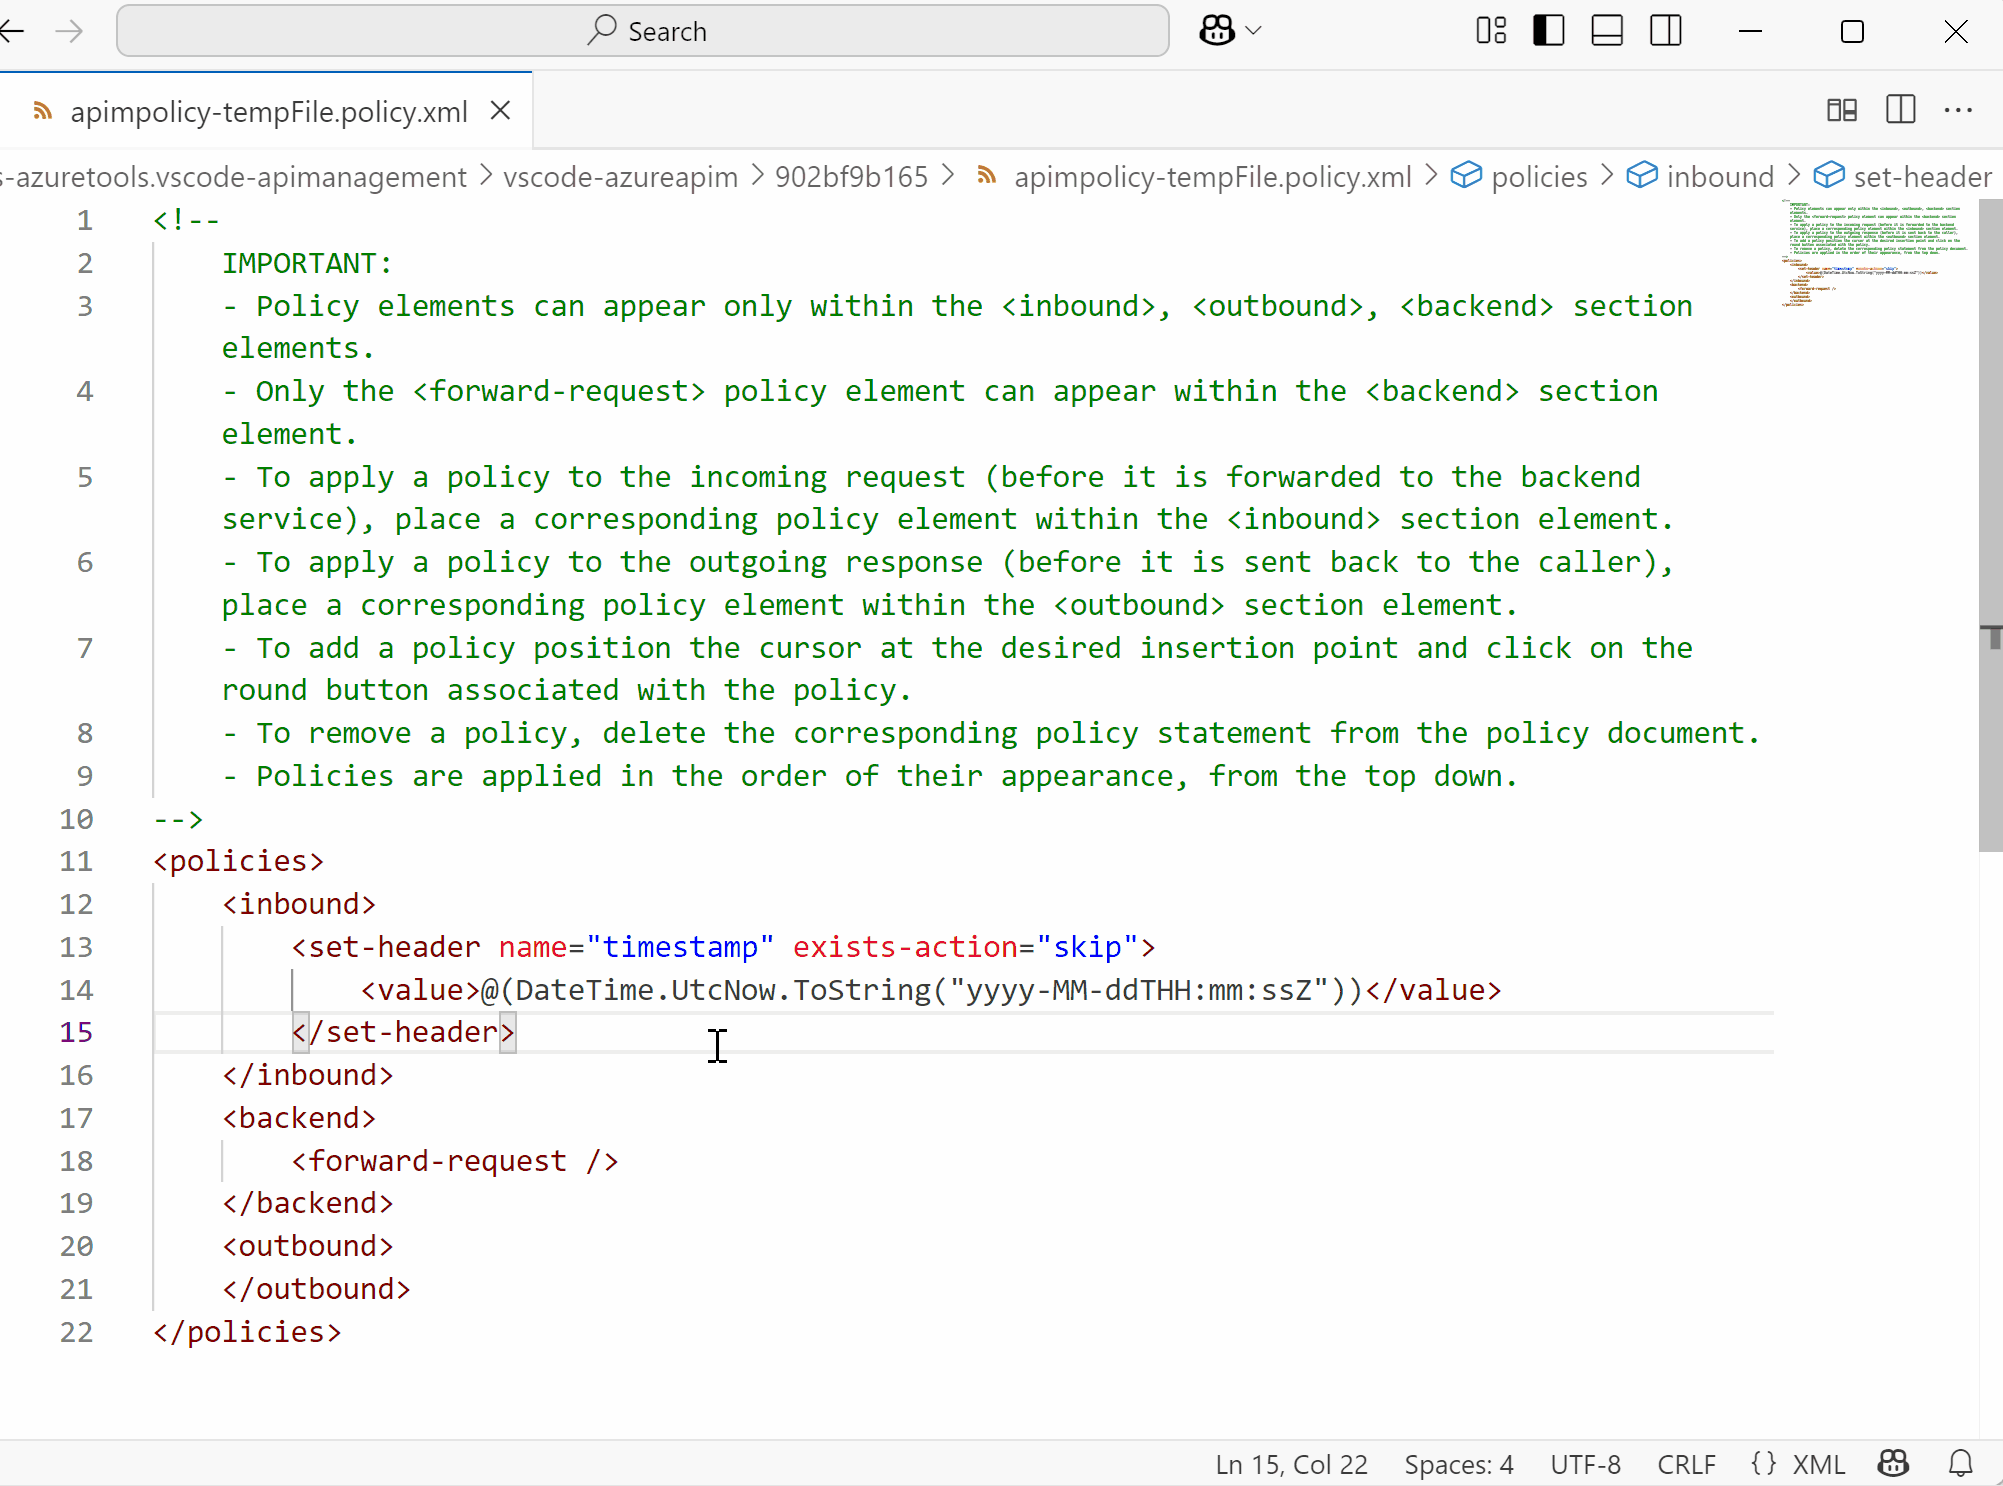 Search
apimpolicy-tempFile.policy.xml
s-azuretools.vscode-apimanagement > vscode-azureapim > 902bf9b165 > apimpolicy-tempFile.policy.xml > policies > inbound > set-header
1 <!--
2 IMPORTANT:
3 - Policy elements can appear only within the <inbound>, <outbound>, <backend> section
elements.
4 - Only the <forward-request> policy element can appear within the <backend> section
element.
5 - To apply a policy to the incoming request (before it is forwarded to the backend
service), place a corresponding policy element within the <inbound> section element.
6 - To apply a policy to the outgoing response (before it is sent back to the caller),
place a corresponding policy element within the <outbound> section element.
7 - To add a policy position the cursor at the desired insertion point and click on the
round button associated with the policy.
8 - To remove a policy, delete the corresponding policy statement from the policy document.
9 - Policies are applied in the order of their appearance, from the top down.
10 -->
11 <policies>
12 <inbound>
13 <set-header name="timestamp" exists-action="skip">
14 <value>@(DateTime.UtcNow.ToString("yyyy-MM-ddTHH:mm:ssZ"))</value>
15 </set-header>
16 </inbound>
17 <backend>
18 <forward-request />
19 </backend>
20 <outbound>
21 </outbound>
22 </policies>
Ln 15, Col 22 Spaces: 4 UTF-8 CRLF {} XML